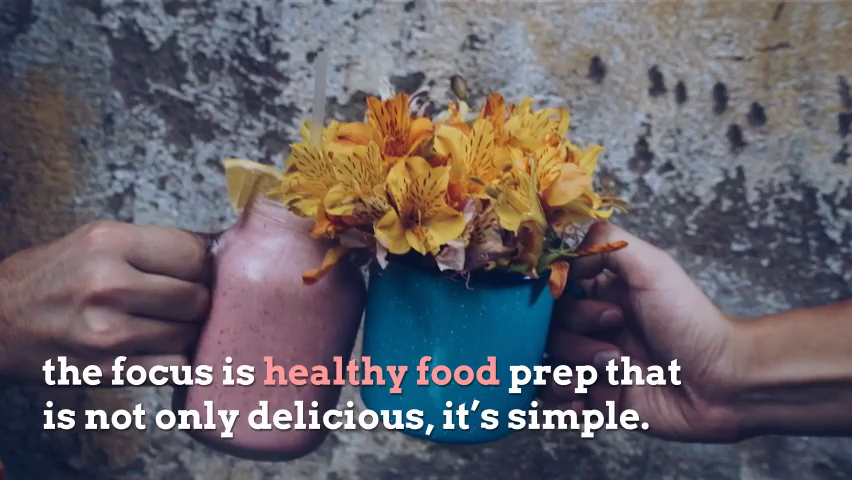 the focus is healthy food prep that
is not only delicious, it’s simple.